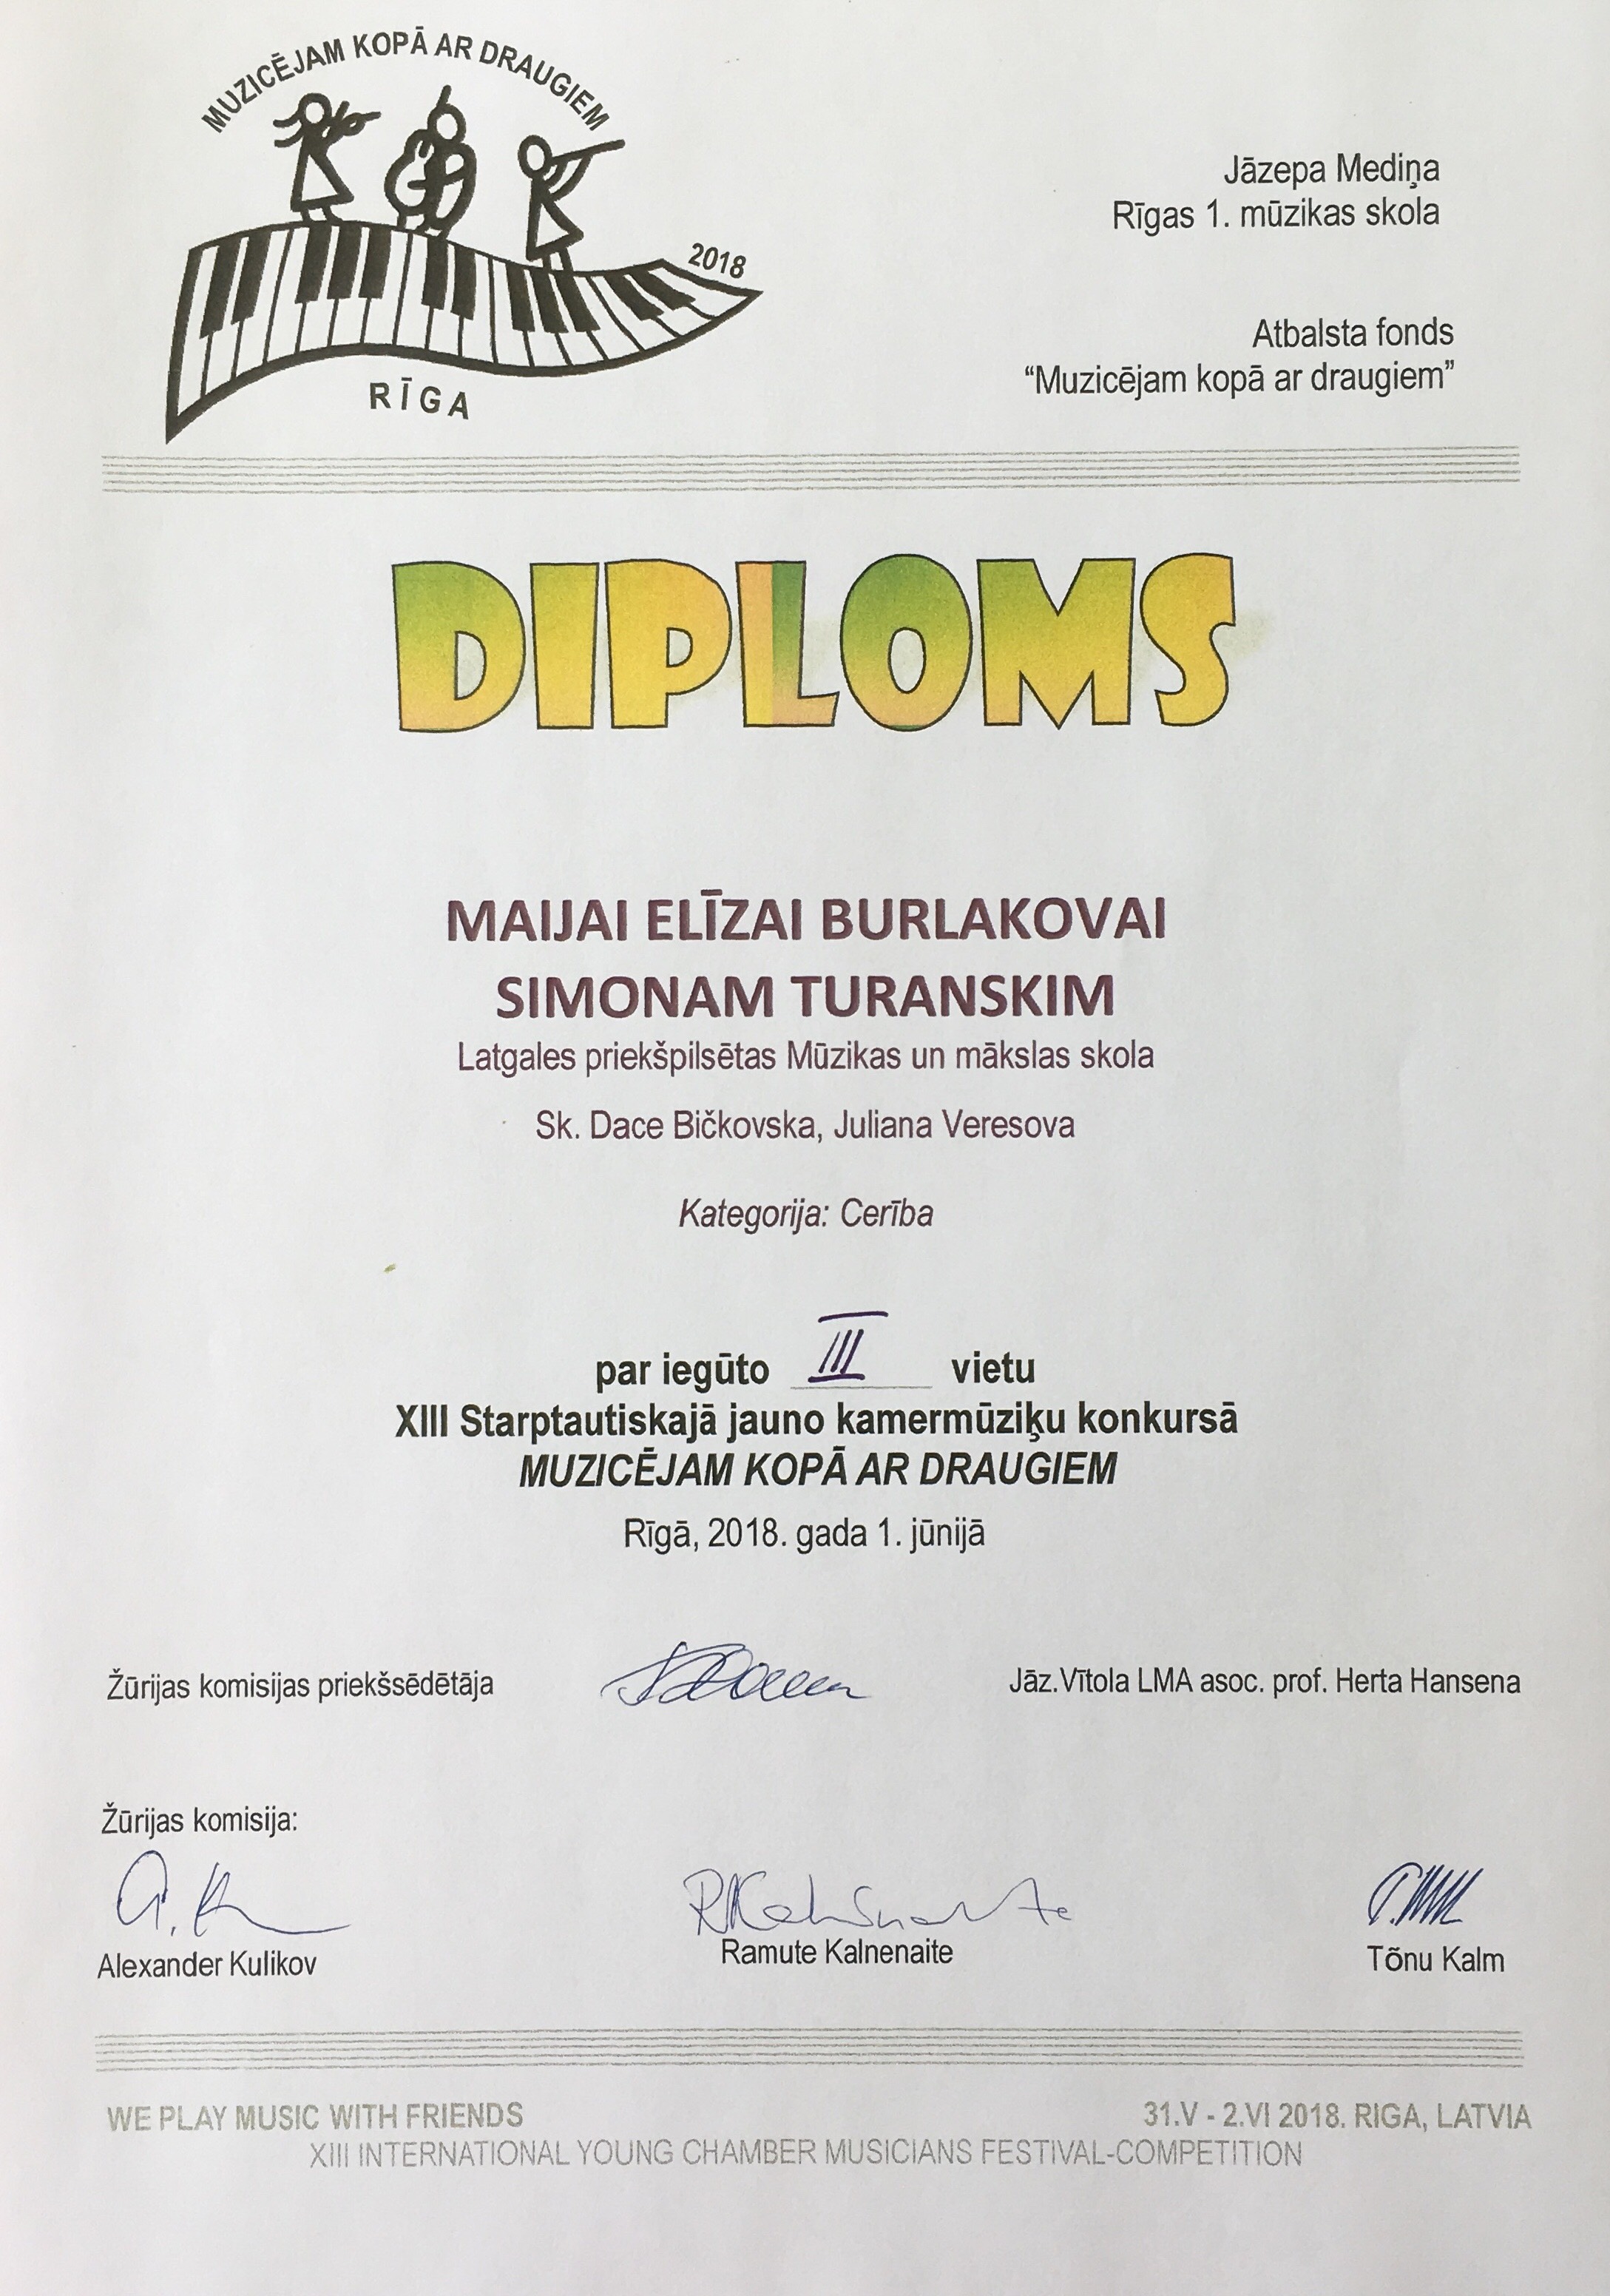 MUZICĒJAM KOPĀ AR DRAUGIEM
2018
RĪGA
Jāzepa Mediņa
Rīgas 1. mūzikas skola
Atbalsta fonds
“Muzicējam kopā ar draugiem”
DIPLOMS
MAIJAI ELĪZAI BURLAKOVAI
SIMONAM TURANSKIM
Latgales priekšpilsētas Mūzikas un mākslas skola
Sk. Dace Bičkovska, Juliana Veresova
Kategorija: Cerība
par iegūto III vietu
XIII Starptautiskajā jauno kamermūziķu konkursā
MUZICĒJAM KOPĀ AR DRAUGIEM
Rīgā, 2018. gada 1. jūnijā
Žūrijas komisijas priekšsēdētāja Jāz.Vītola LMA asoc. prof. Herta Hansena
Žūrijas komisija:
Alexander Kulikov Ramute Kalnenaite Tõnu Kalm
WE PLAY MUSIC WITH FRIENDS 31.V - 2.VI 2018. RIGA, LATVIA
XIII INTERNATIONAL YOUNG CHAMBER MUSICIANS FESTIVAL-COMPETITION